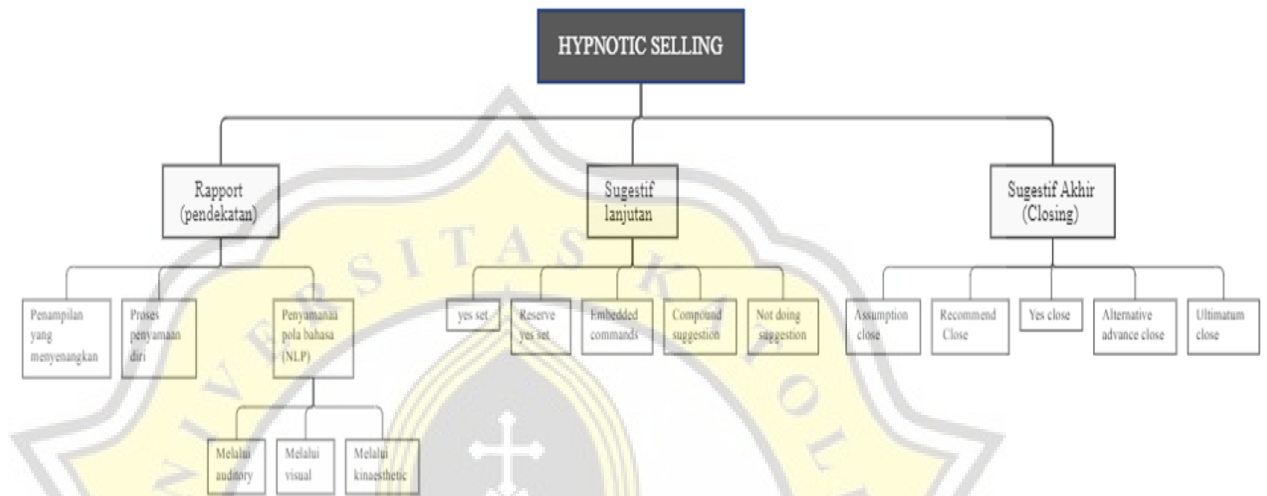 HYPNOTIC SELLING
Rapport
(pendekatan)
Sugestif
lanjutan
Sugestif Akhir
(Closing)
Penampilan
yang
menyenangkan
Proses
penyamaan
diri
Penyamanaa
pola bahasa
(NLP)
yes set
Reserve
yes set
Embedded
commands
Compound
suggestion
Not doing
suggestion
Assumption
close
Recommend
Close
Yes close
Alternative
advance close
Ultimatum
close
Melalui
auditory
Melalui
visual
Melalui
kinaesthetic
UNIVERSITAS KATOL